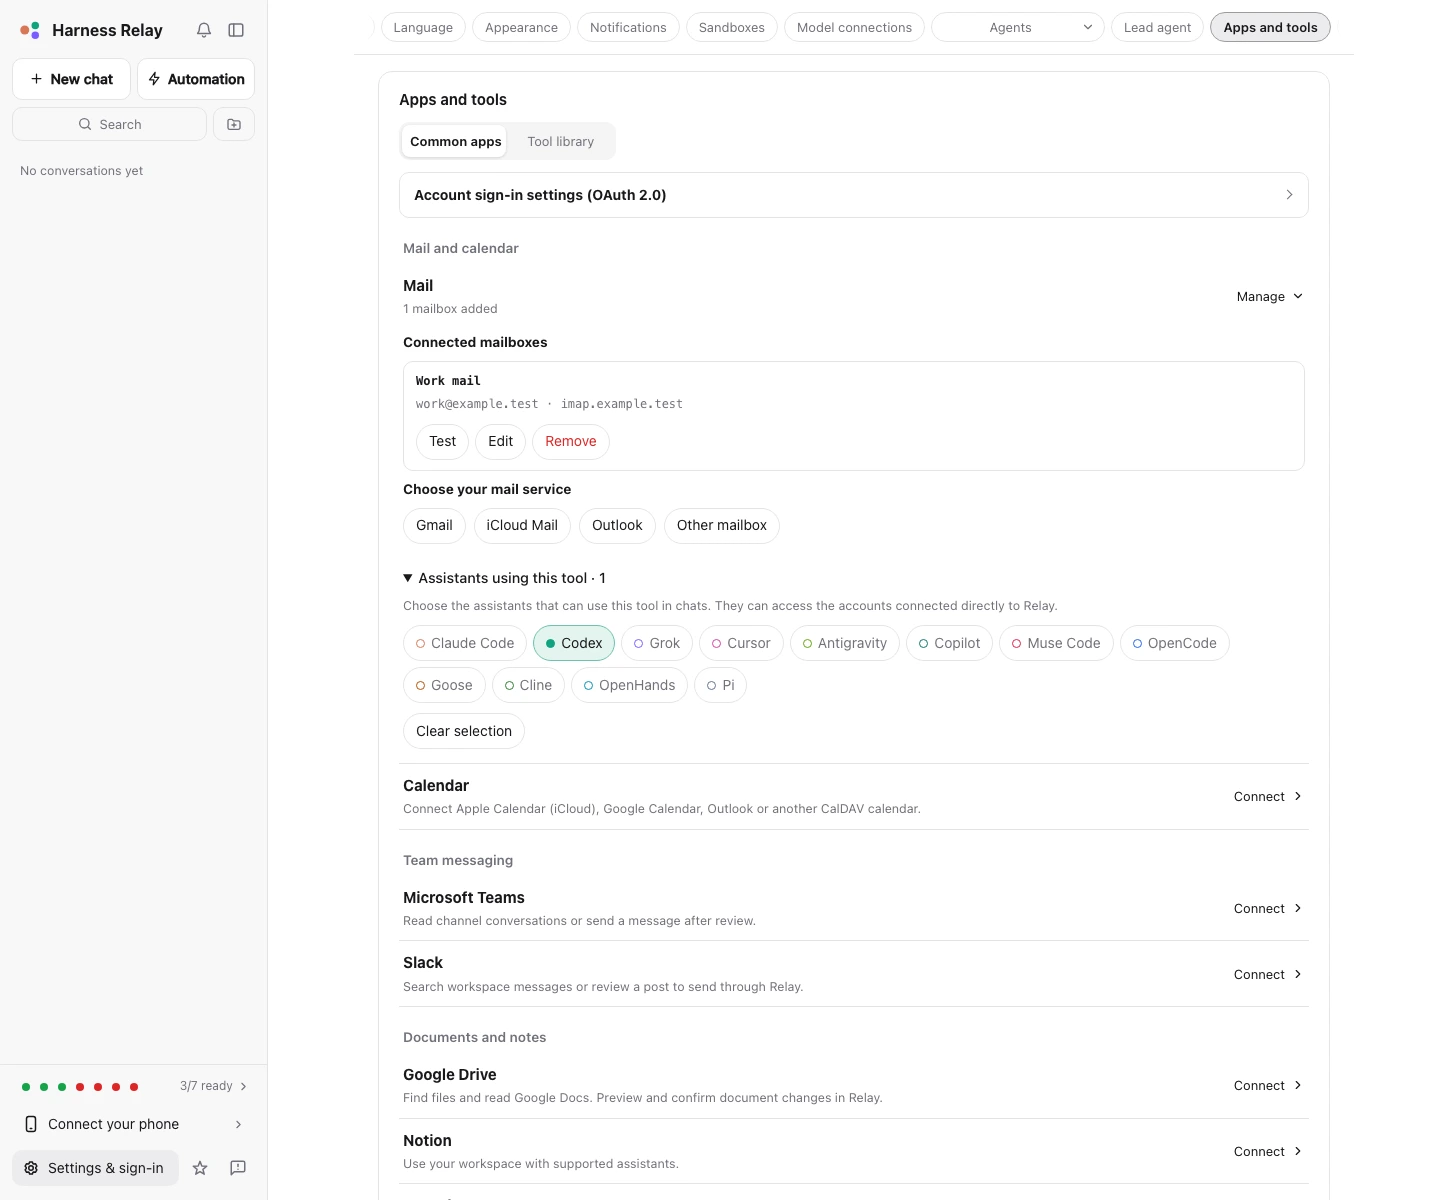 Harness Relay
New chat
Automation
Search
No conversations yet
3/7 ready
Connect your phone
Settings & sign-in
Language
Appearance
Notifications
Sandboxes
Model connections
Agents
Lead agent
Apps and tools
Apps and tools
Common apps
Tool library
Account sign-in settings (OAuth 2.0)
Mail and calendar
Mail
1 mailbox added
Manage
Connected mailboxes
Work mail
work@example.test · imap.example.test
Test
Edit
Remove
Choose your mail service
Gmail
iCloud Mail
Outlook
Other mailbox
Assistants using this tool · 1
Choose the assistants that can use this tool in chats. They can access the accounts connected directly to Relay.
Claude Code
Codex
Grok
Cursor
Antigravity
Copilot
Muse Code
OpenCode
Goose
Cline
OpenHands
Pi
Clear selection
Calendar
Connect Apple Calendar (iCloud), Google Calendar, Outlook or another CalDAV calendar.
Connect
Team messaging
Microsoft Teams
Read channel conversations or send a message after review.
Connect
Slack
Search workspace messages or review a post to send through Relay.
Connect
Documents and notes
Google Drive
Find files and read Google Docs. Preview and confirm document changes in Relay.
Connect
Notion
Use your workspace with supported assistants.
Connect